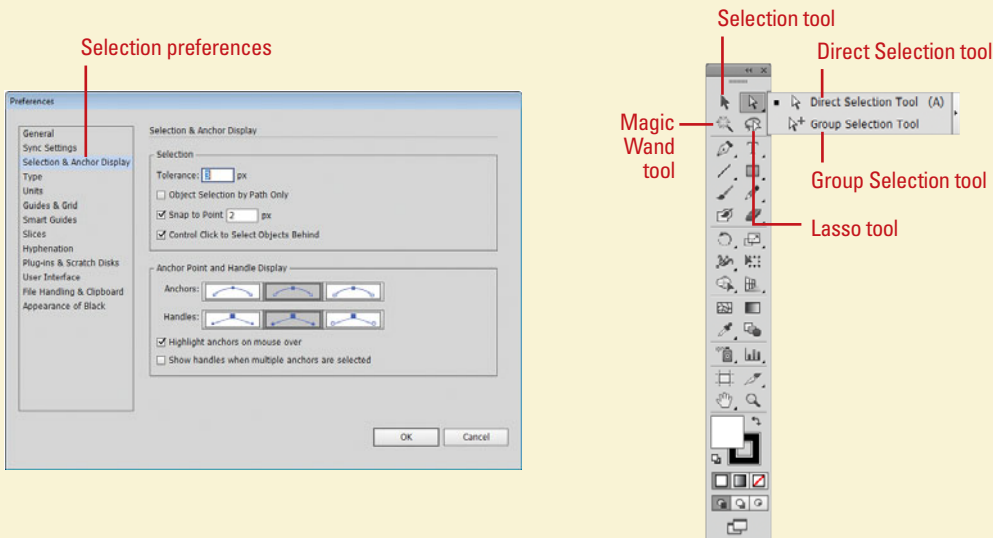 Selection preferences
Preferences
General
Sync Settings
Selection & Anchor Display
Type
Units
Guides & Grid
Smart Guides
Slices
Hyphenation
Plug-ins & Scratch Disks
User Interface
File Handling & Clipboard
Appearance of Black
Selection & Anchor Display
Selection
Tolerance: 3 px
Object Selection by Path Only
Snap to Point 2 px
Control Click to Select Objects Behind
Anchor Point and Handle Display
Anchors:
Handles:
Highlight anchors on mouse over
Show handles when multiple anchors are selected
OK Cancel
Selection tool
Direct Selection tool
Direct Selection Tool (A)
Group Selection Tool
Magic
Wand
tool
Group Selection tool
Lasso tool